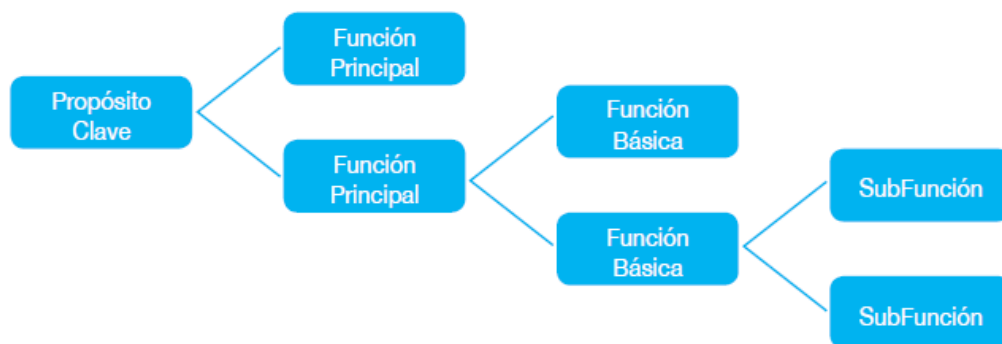 Función
Principal
Propósito
Clave
Función
Principal
Función
Básica
Función
Básica
SubFunción
SubFunción